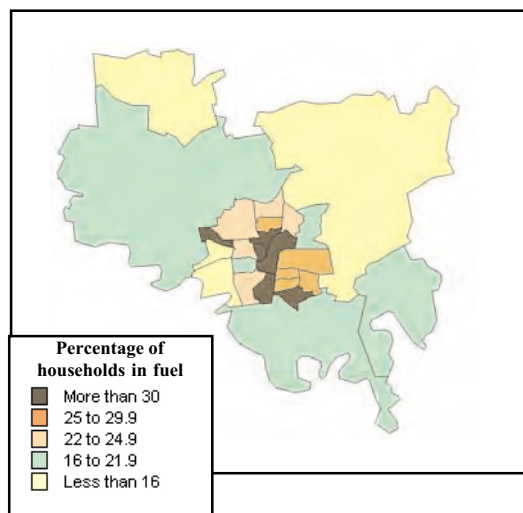 Percentage of
households in fuel
More than 30
25 to 29.9
22 to 24.9
16 to 21.9
Less than 16